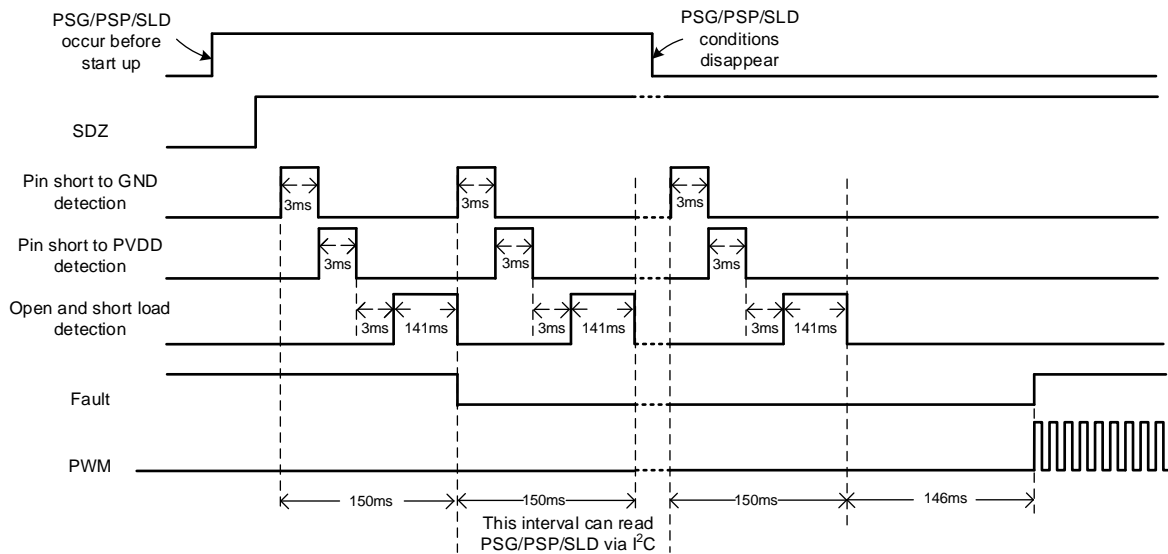 PSG/PSP/SLD
occur before
start up
PSG/PSP/SLD
conditions
disappear
SDZ
Pin short to GND
detection
3ms
3ms
3ms
Pin short to PVDD
detection
3ms
3ms
3ms
Open and short load
detection
3ms
141ms
3ms
141ms
3ms
141ms
Fault
PWM
150ms
150ms
150ms
146ms
This interval can read
PSG/PSP/SLD via I²C